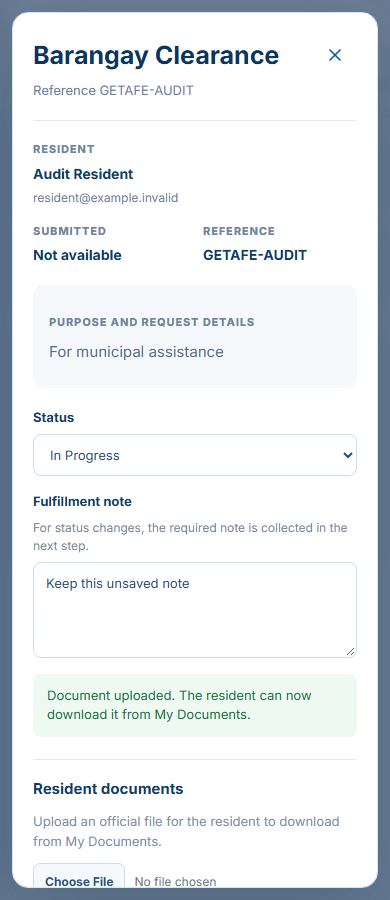 Barangay Clearance
Reference GETAFE-AUDIT
RESIDENT
Audit Resident
resident@example.invalid
SUBMITTED
Not available
REFERENCE
GETAFE-AUDIT
PURPOSE AND REQUEST DETAILS
For municipal assistance
Status
In Progress
Fulfillment note
For status changes, the required note is collected in the
next step.
Keep this unsaved note
Document uploaded. The resident can now
download it from My Documents.
Resident documents
Upload an official file for the resident to download
from My Documents.
Choose File No file chosen